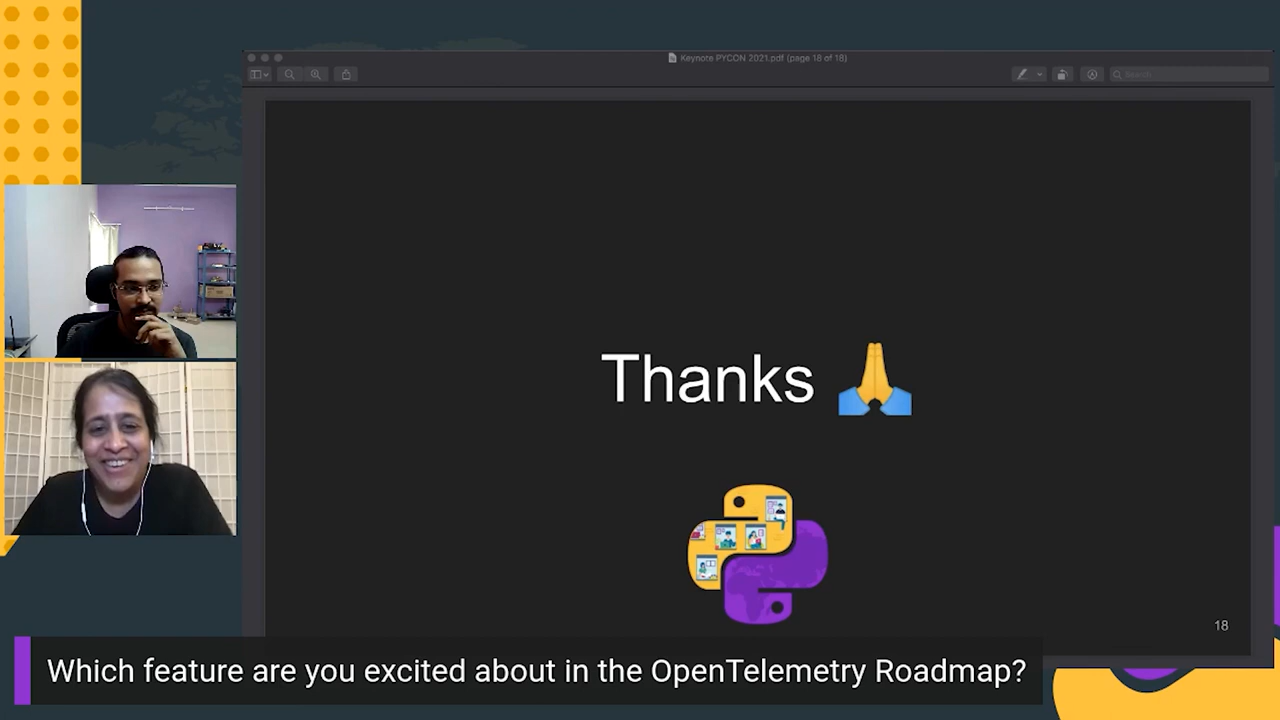 Keynote PYCON 2021.pdf (page 18 of 18)
Search
Thanks 🙏
18
Which feature are you excited about in the OpenTelemetry Roadmap?